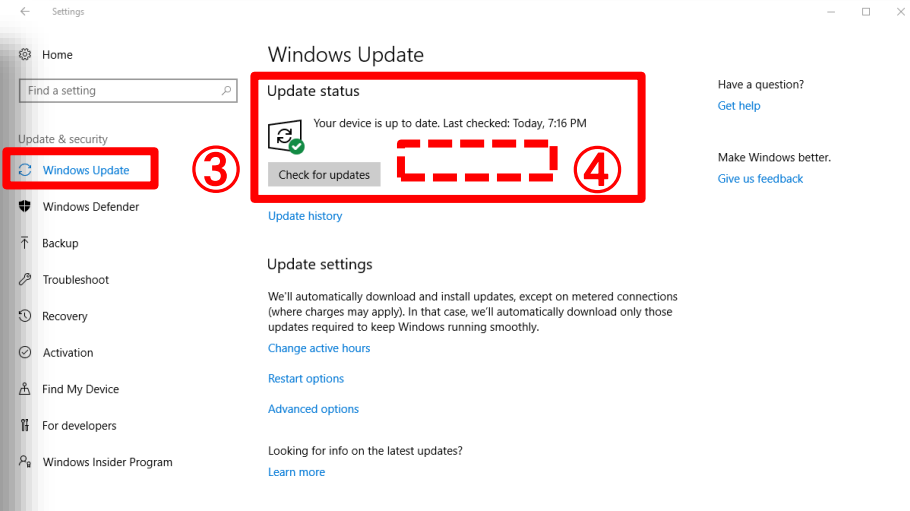 Settings
Home
Find a setting
Update & security
Windows Update
③
Windows Defender
Backup
Troubleshoot
Recovery
Activation
Find My Device
For developers
Windows Insider Program
Windows Update
Update status
Your device is up to date. Last checked: Today, 7:16 PM
Check for updates
④
Update history
Update settings
We'll automatically download and install updates, except on metered connections
(where charges may apply). In that case, we'll automatically download only those
updates required to keep Windows running smoothly.
Change active hours
Restart options
Advanced options
Looking for info on the latest updates?
Learn more
Have a question?
Get help
Make Windows better.
Give us feedback